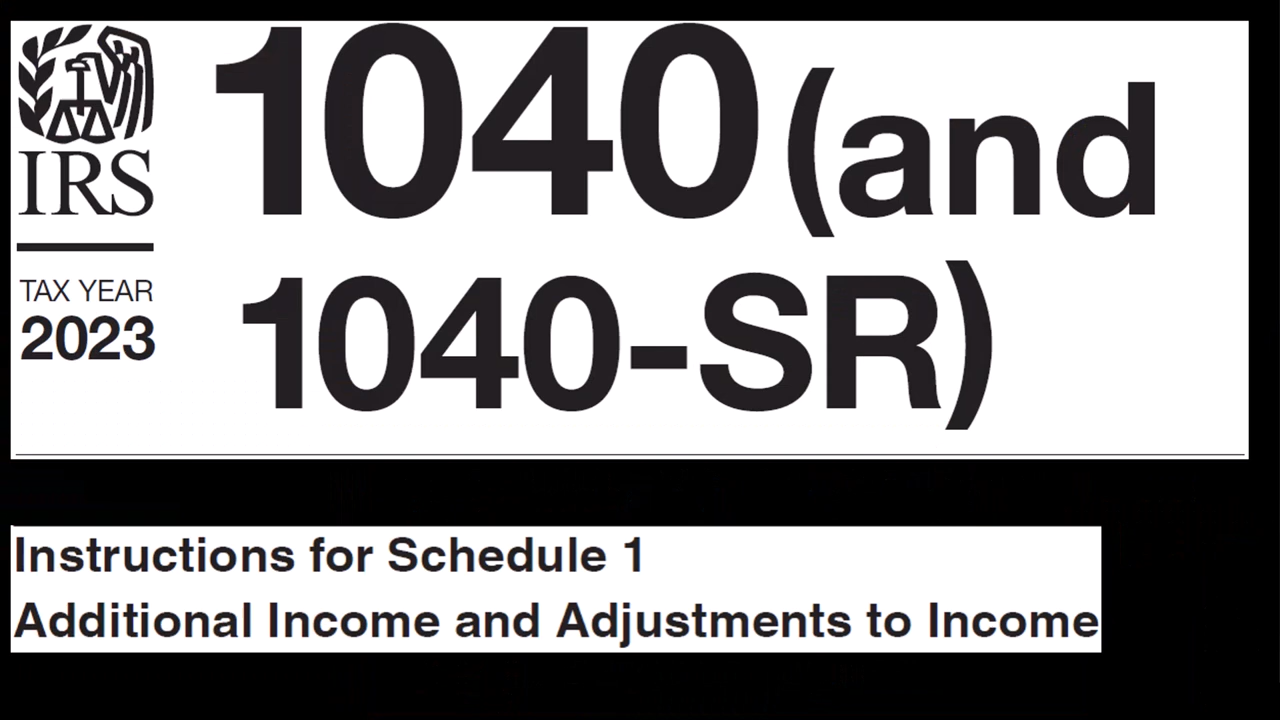 IRS
TAX YEAR
2023
1040 (and
1040-SR)
Instructions for Schedule 1
Additional Income and Adjustments to Income